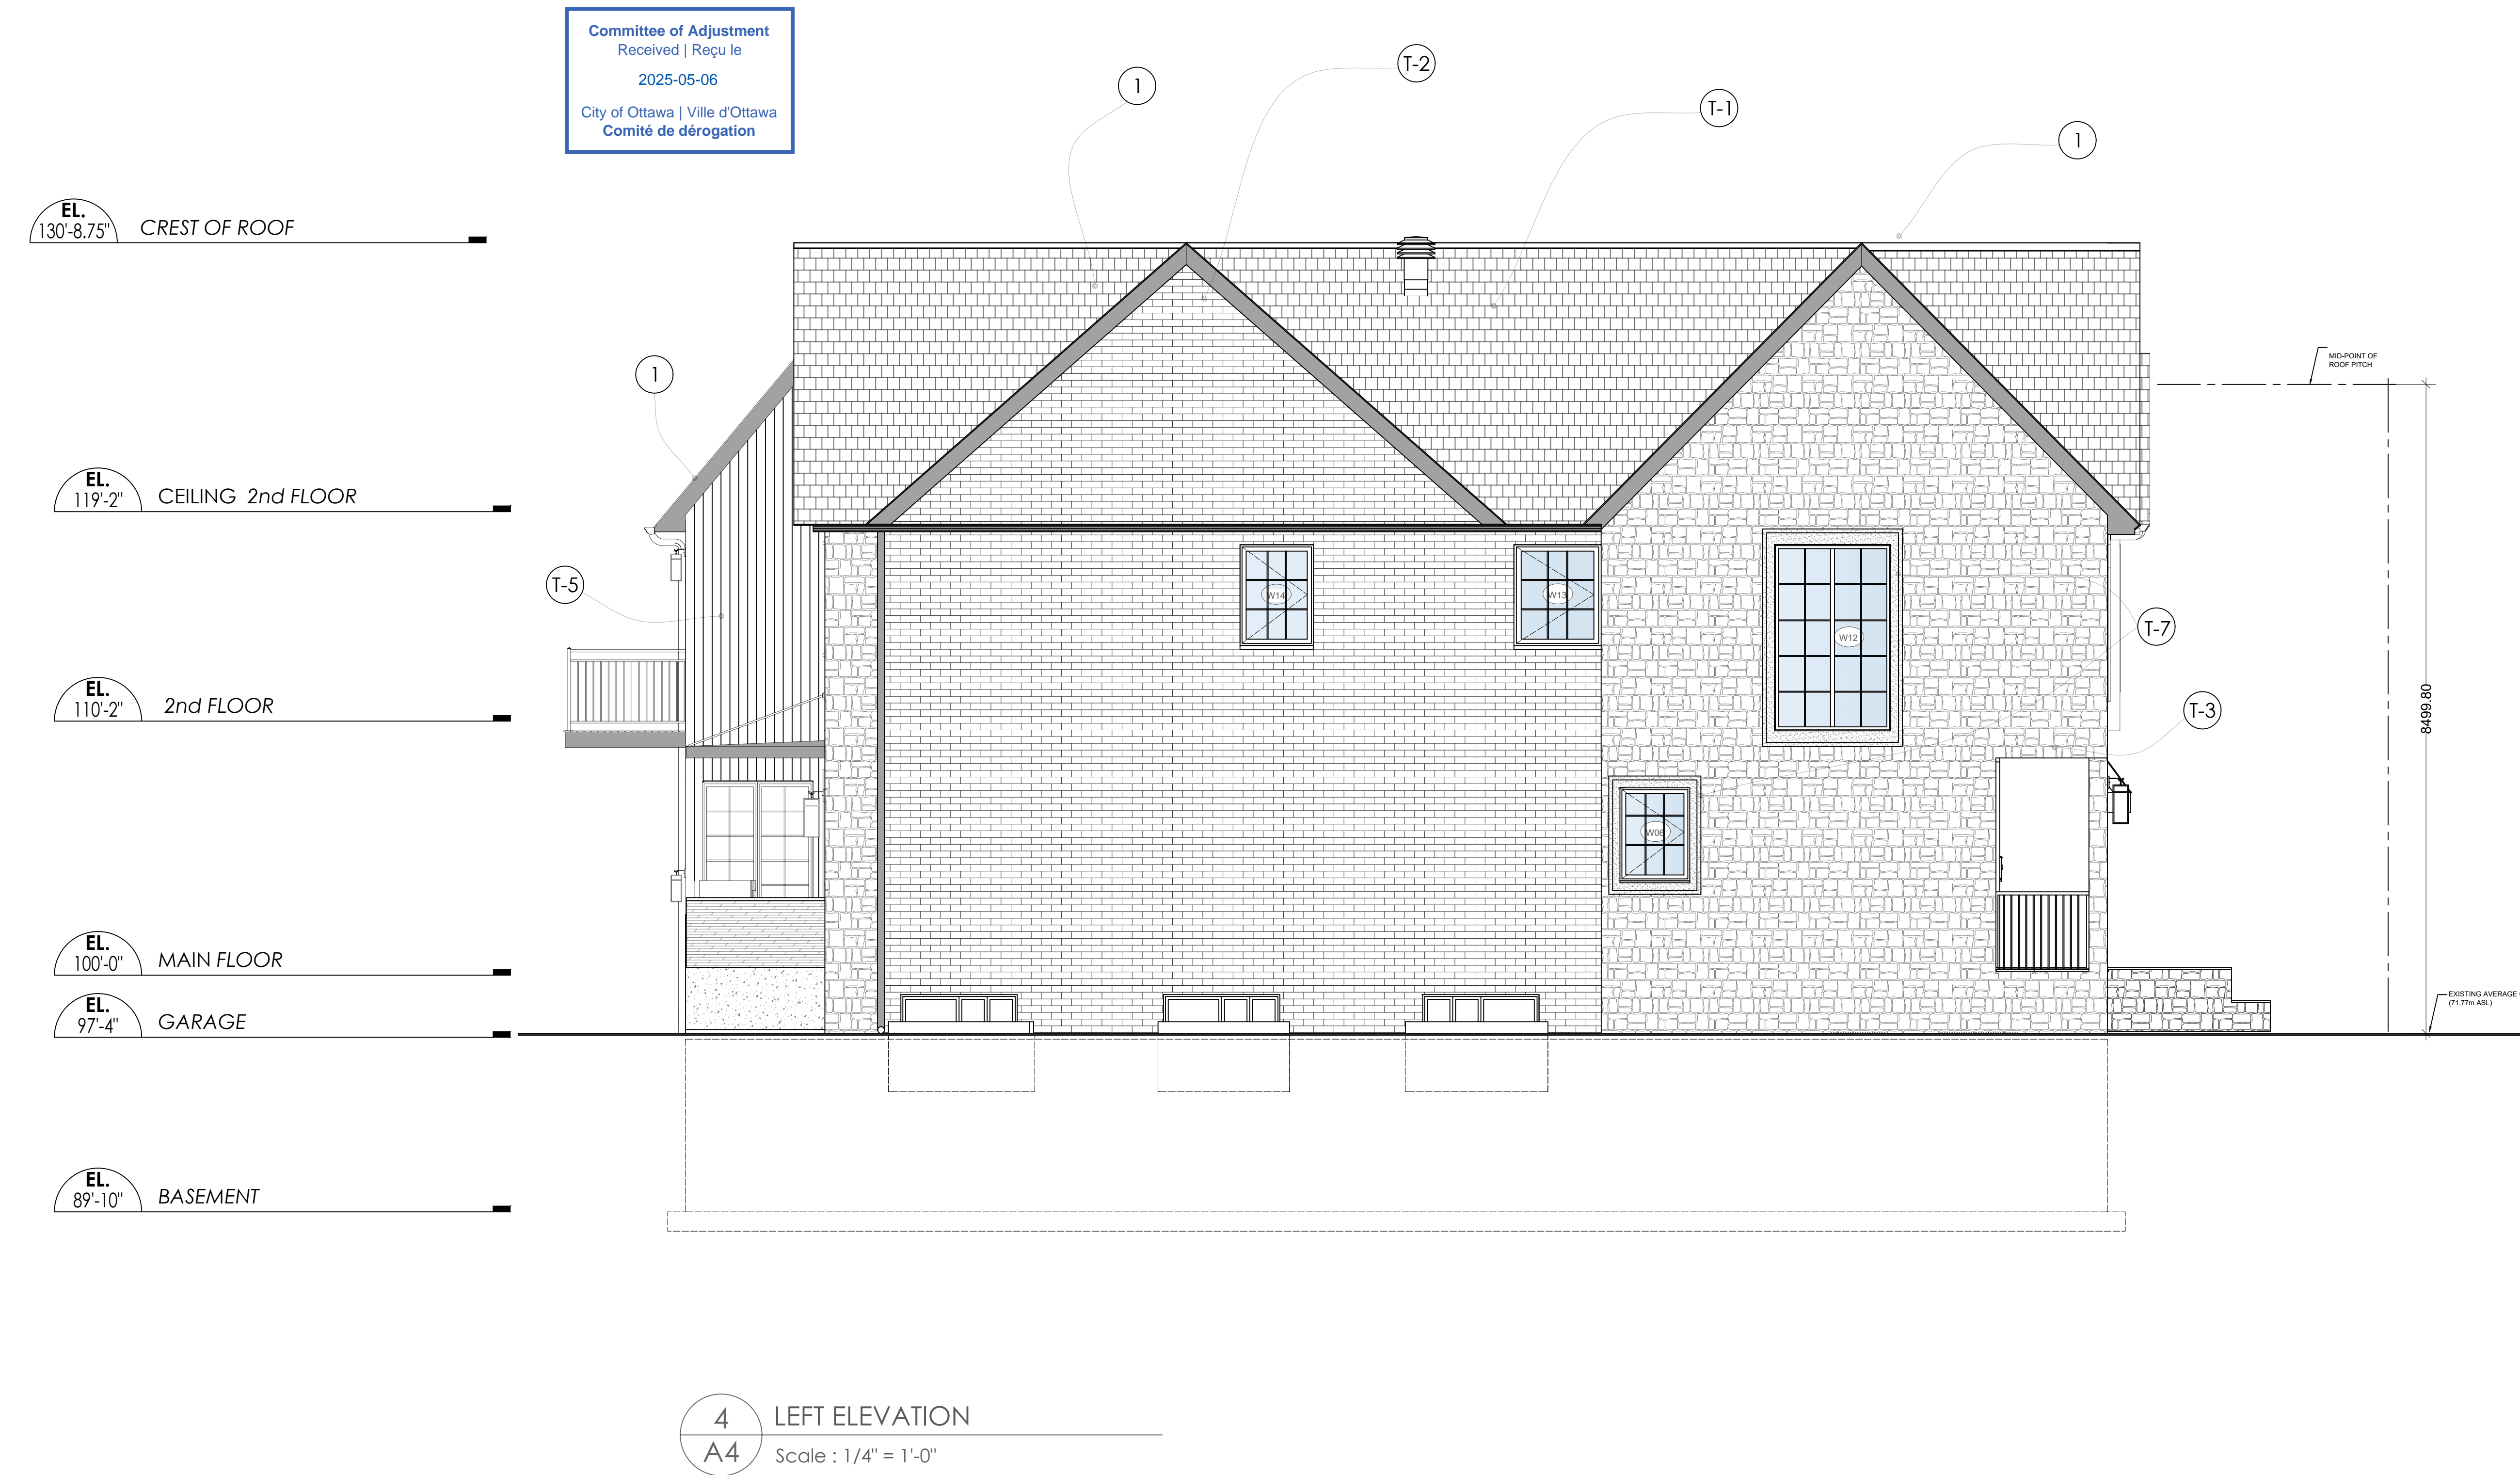 Committee of Adjustment
Received | Reçu le
2025-05-06
City of Ottawa | Ville d'Ottawa
Comité de dérogation
1
T-2
T-1
1
EL.
130'-8.75"
CREST OF ROOF
MID-POINT OF
ROOF PITCH
1
EL.
119'-2"
CEILING 2nd FLOOR
T-5
W14
W13
W12
T-7
EL.
110'-2"
2nd FLOOR
T-3
8499.80
W06
EL.
100'-0"
MAIN FLOOR
EL.
97'-4"
GARAGE
EXISTING AVERAGE
(71.77m ASL)
EL.
89'-10"
BASEMENT
4
A4
LEFT ELEVATION
Scale : 1/4" = 1'-0"